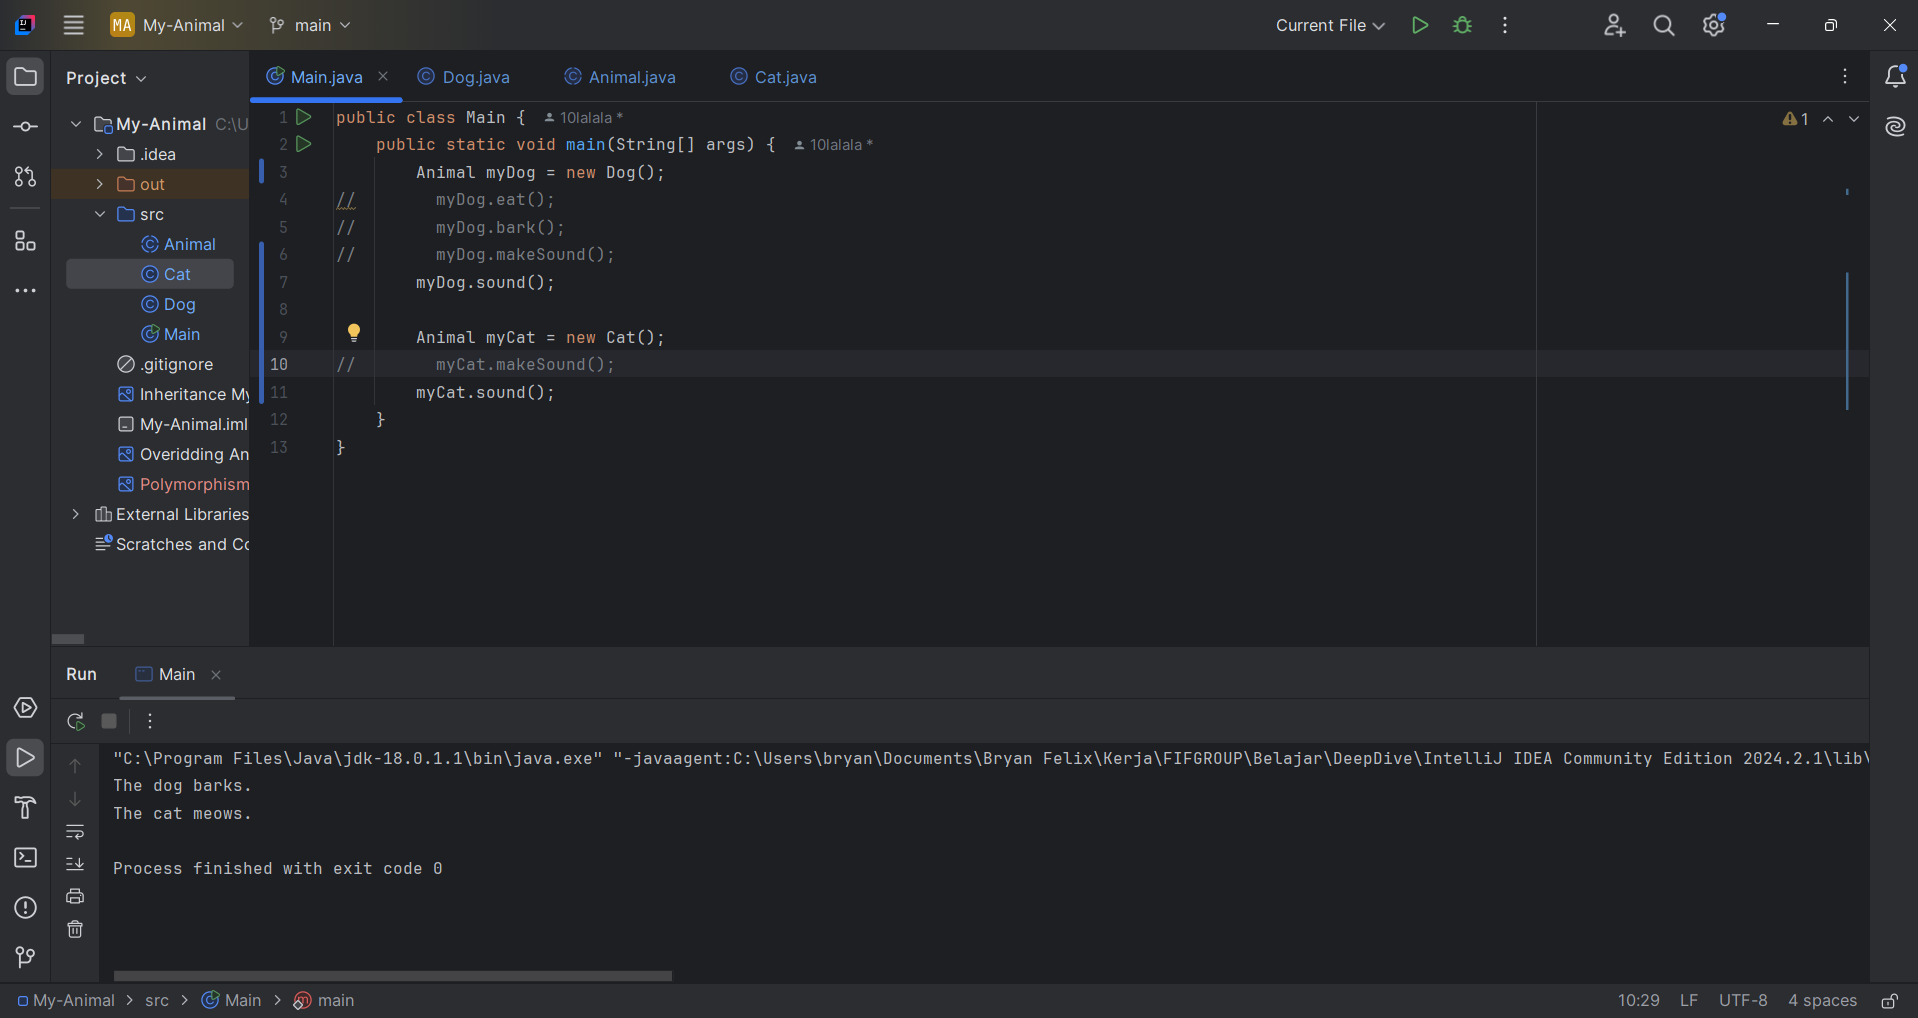 MA My-Animal main Current File
Project
Main.java Dog.java Animal.java Cat.java
My-Animal C:\U
.idea
out
src
Animal
Cat
Dog
Main
.gitignore
Inheritance My
My-Animal.iml
Overidding An
Polymorphism
External Libraries
Scratches and Co
1 public class Main { 10lalala *
2 public static void main(String[] args) { 10lalala *
3 Animal myDog = new Dog();
4 // myDog.eat();
5 // myDog.bark();
6 // myDog.makeSound();
7 myDog.sound();
8
9 Animal myCat = new Cat();
10 // myCat.makeSound();
11 myCat.sound();
12 }
13 }
1
Run Main
"C:\Program Files\Java\jdk-18.0.1.1\bin\java.exe" "-javaagent:C:\Users\bryan\Documents\Bryan Felix\Kerja\FIFGROUP\Belajar\DeepDive\IntelliJ IDEA Community Edition 2024.2.1\lib\
The dog barks.
The cat meows.
Process finished with exit code 0
My-Animal > src > Main > main 10:29 LF UTF-8 4 spaces